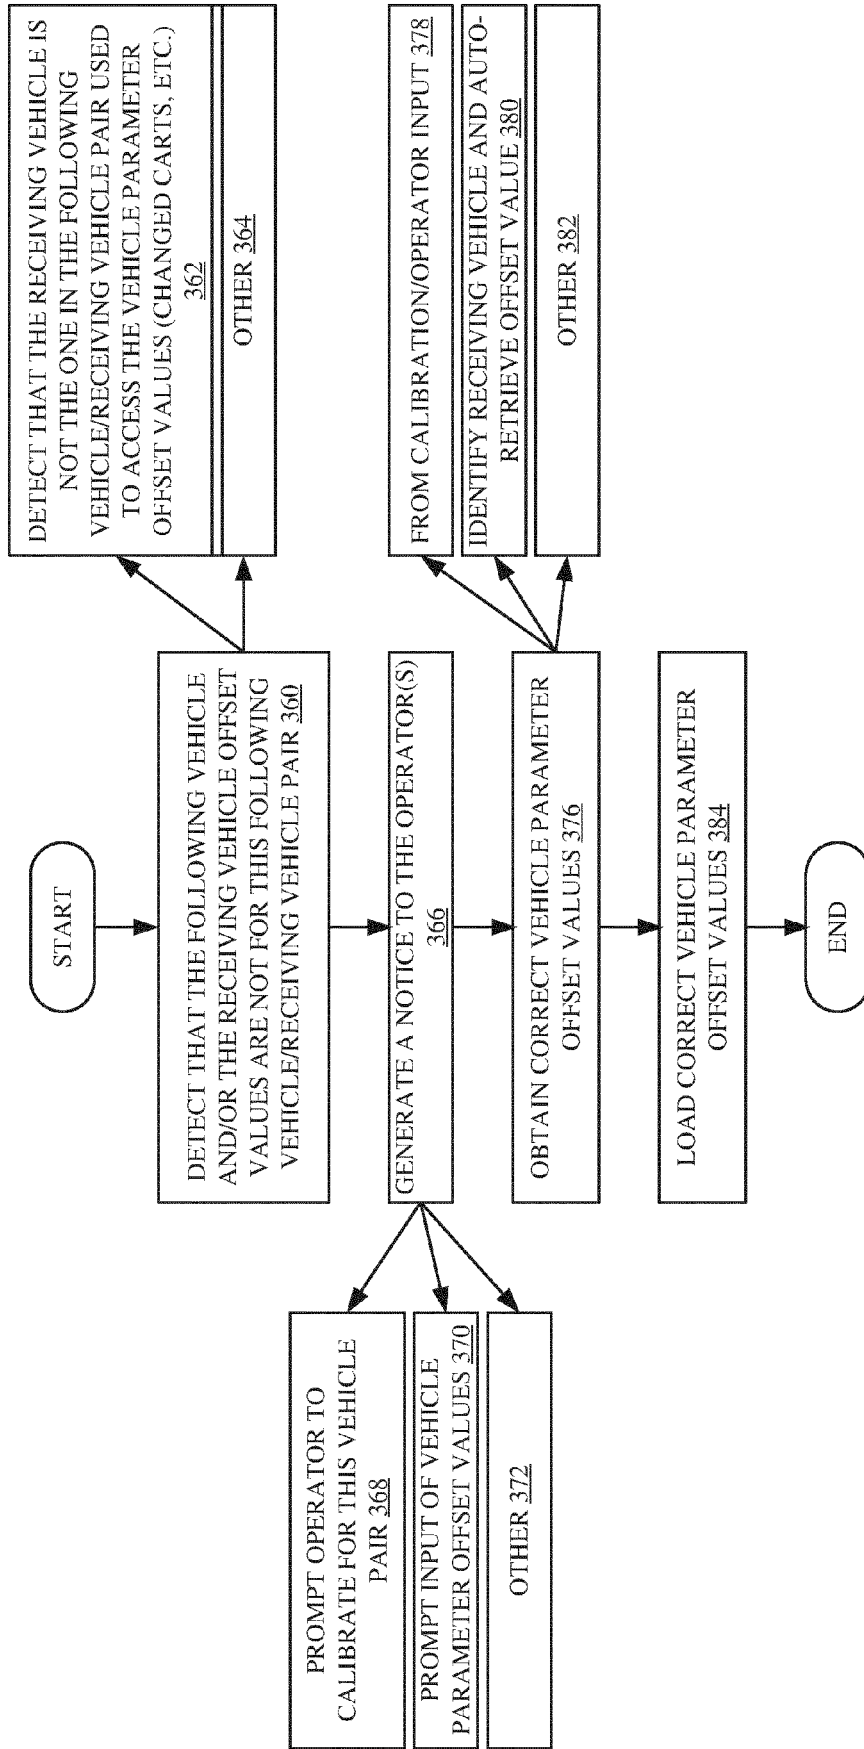 START
DETECT THAT THE FOLLOWING VEHICLE
AND/OR THE RECEIVING VEHICLE OFFSET
VALUES ARE NOT FOR THIS FOLLOWING
VEHICLE/RECEIVING VEHICLE PAIR 360
DETECT THAT THE RECEIVING VEHICLE IS
NOT THE ONE IN THE FOLLOWING
VEHICLE/RECEIVING VEHICLE PAIR USED
TO ACCESS THE VEHICLE PARAMETER
OFFSET VALUES (CHANGED CARTS, ETC.)
362
OTHER 364
GENERATE A NOTICE TO THE OPERATOR(S)
366
PROMPT OPERATOR TO
CALIBRATE FOR THIS VEHICLE
PAIR 368
PROMPT INPUT OF VEHICLE
PARAMETER OFFSET VALUES 370
OTHER 372
OBTAIN CORRECT VEHICLE PARAMETER
OFFSET VALUES 376
FROM CALIBRATION/OPERATOR INPUT 378
IDENTIFY RECEIVING VEHICLE AND AUTO-
RETRIEVE OFFSET VALUE 380
OTHER 382
LOAD CORRECT VEHICLE PARAMETER
OFFSET VALUES 384
END